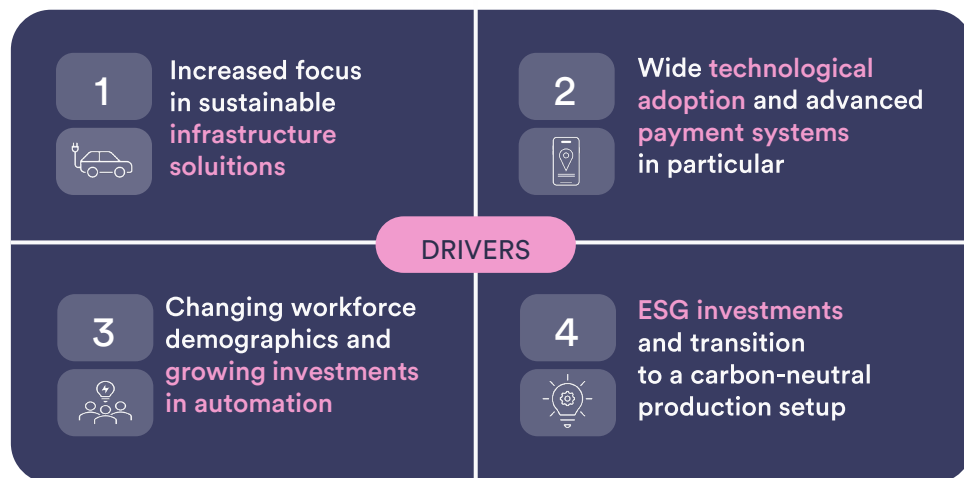 1
Increased focus
in sustainable
infrastructure
soluitions
2
Wide technological
adoption and advanced
payment systems
in particular
DRIVERS
3
Changing workforce
demographics and
growing investments
in automation
4
ESG investments
and transition
to a carbon-neutral
production setup